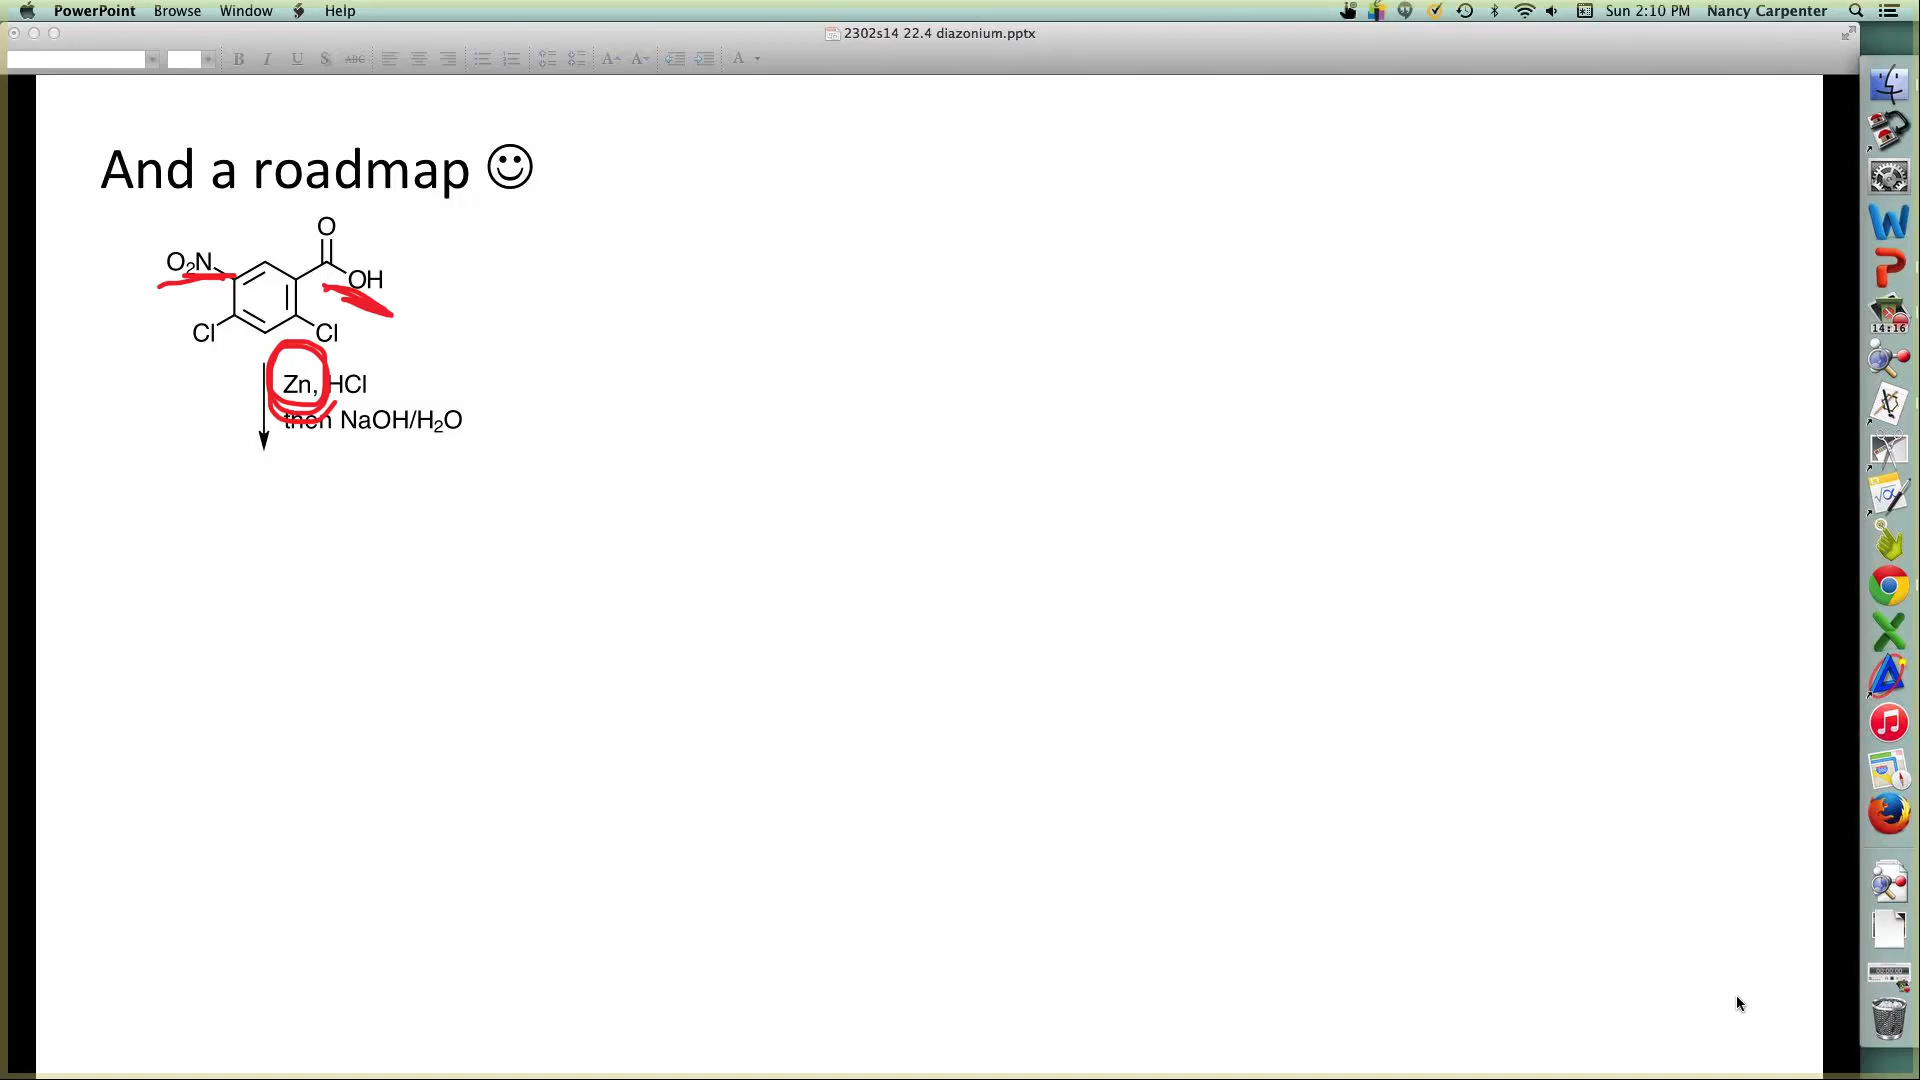 PowerPoint Browse Window Help Sun 2:10 PM Nancy Carpenter
2302s14 22.4 diazonium.pptx
B I U S ABC A A A
And a roadmap ☺
O
O₂N
OH
Cl Cl
Zn, HCl
then NaOH/H₂O
14:16